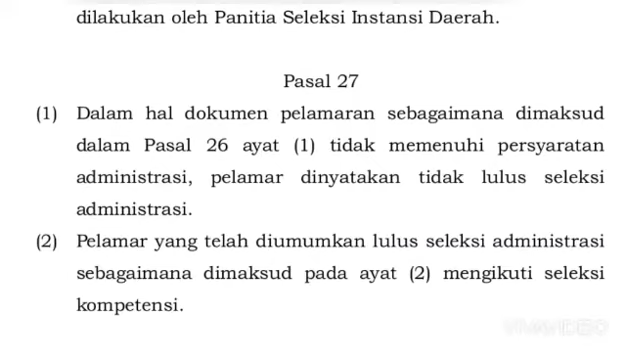 dilakukan oleh Panitia Seleksi Instansi Daerah.
Pasal 27
(1) Dalam hal dokumen pelamaran sebagaimana dimaksud
dalam Pasal 26 ayat (1) tidak memenuhi persyaratan
administrasi, pelamar dinyatakan tidak lulus seleksi
administrasi.
(2) Pelamar yang telah diumumkan lulus seleksi administrasi
sebagaimana dimaksud pada ayat (2) mengikuti seleksi
kompetensi.
VIVAVIDEO